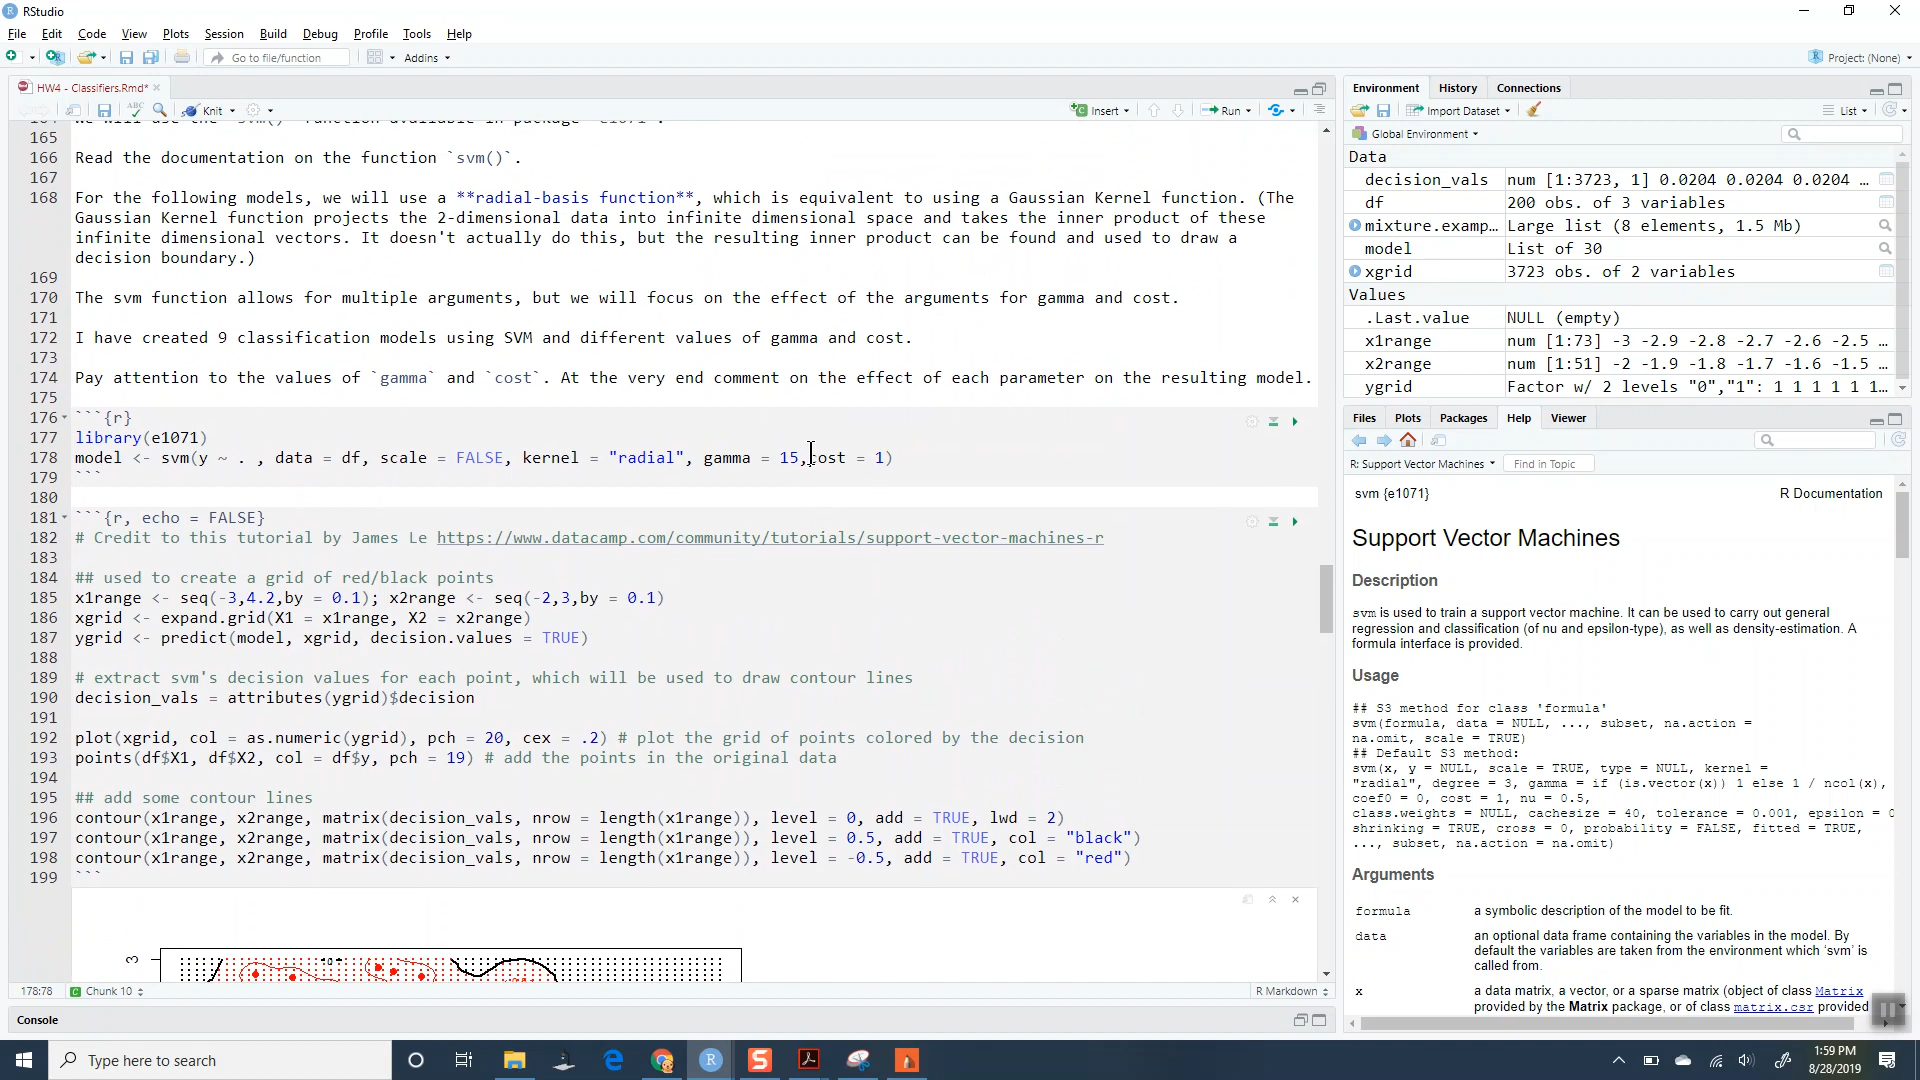 RStudio
File Edit Code View Plots Session Build Debug Profile Tools Help
Go to file/function Addins Project: (None)
HW4 - Classifiers.Rmd*
ABC Knit Insert Run
165
166 Read the documentation on the function `svm()`.
167
168 For the following models, we will use a **radial-basis function**, which is equivalent to using a Gaussian Kernel function. (The
Gaussian Kernel function projects the 2-dimensional data into infinite dimensional space and takes the inner product of these
infinite dimensional vectors. It doesn't actually do this, but the resulting inner product can be found and used to draw a
decision boundary.)
169
170 The svm function allows for multiple arguments, but we will focus on the effect of the arguments for gamma and cost.
171
172 I have created 9 classification models using SVM and different values of gamma and cost.
173
174 Pay attention to the values of `gamma` and `cost`. At the very end comment on the effect of each parameter on the resulting model.
175
176 ```{r}
177 library(e1071)
178 model <- svm(y ~ . , data = df, scale = FALSE, kernel = "radial", gamma = 15,cost = 1)
179 ```
180
181 ```{r, echo = FALSE}
182 # Credit to this tutorial by James Le https://www.datacamp.com/community/tutorials/support-vector-machines-r
183
184 ## used to create a grid of red/black points
185 x1range <- seq(-3,4.2,by = 0.1); x2range <- seq(-2,3,by = 0.1)
186 xgrid <- expand.grid(X1 = x1range, X2 = x2range)
187 ygrid <- predict(model, xgrid, decision.values = TRUE)
188
189 # extract svm's decision values for each point, which will be used to draw contour lines
190 decision_vals = attributes(ygrid)$decision
191
192 plot(xgrid, col = as.numeric(ygrid), pch = 20, cex = .2) # plot the grid of points colored by the decision
193 points(df$X1, df$X2, col = df$y, pch = 19) # add the points in the original data
194
195 ## add some contour lines
196 contour(x1range, x2range, matrix(decision_vals, nrow = length(x1range)), level = 0, add = TRUE, lwd = 2)
197 contour(x1range, x2range, matrix(decision_vals, nrow = length(x1range)), level = 0.5, add = TRUE, col = "black")
198 contour(x1range, x2range, matrix(decision_vals, nrow = length(x1range)), level = -0.5, add = TRUE, col = "red")
199 ```
3
178:78 Chunk 10 R Markdown
Console
Environment History Connections
Import Dataset List
Global Environment
Data
decision_vals num [1:3723, 1] 0.0204 0.0204 0.0204 …
df 200 obs. of 3 variables
mixture.examp… Large list (8 elements, 1.5 Mb)
model List of 30
xgrid 3723 obs. of 2 variables
Values
.Last.value NULL (empty)
x1range num [1:73] -3 -2.9 -2.8 -2.7 -2.6 -2.5 …
x2range num [1:51] -2 -1.9 -1.8 -1.7 -1.6 -1.5 …
ygrid Factor w/ 2 levels "0","1": 1 1 1 1 1 1…
Files Plots Packages Help Viewer
R: Support Vector Machines Find in Topic
svm {e1071} R Documentation
Support Vector Machines
Description
svm is used to train a support vector machine. It can be used to carry out general
regression and classification (of nu and epsilon-type), as well as density-estimation. A
formula interface is provided.
Usage
## S3 method for class 'formula'
svm(formula, data = NULL, ..., subset, na.action =
na.omit, scale = TRUE)
## Default S3 method:
svm(x, y = NULL, scale = TRUE, type = NULL, kernel =
"radial", degree = 3, gamma = if (is.vector(x)) 1 else 1 / ncol(x),
coef0 = 0, cost = 1, nu = 0.5,
class.weights = NULL, cachesize = 40, tolerance = 0.001, epsilon = 0
shrinking = TRUE, cross = 0, probability = FALSE, fitted = TRUE,
..., subset, na.action = na.omit)
Arguments
formula a symbolic description of the model to be fit.
data an optional data frame containing the variables in the model. By
default the variables are taken from the environment which ‘svm’ is
called from.
x a data matrix, a vector, or a sparse matrix (object of class Matrix
provided by the Matrix package, or of class matrix.csr provided
Type here to search
1:59 PM
8/28/2019